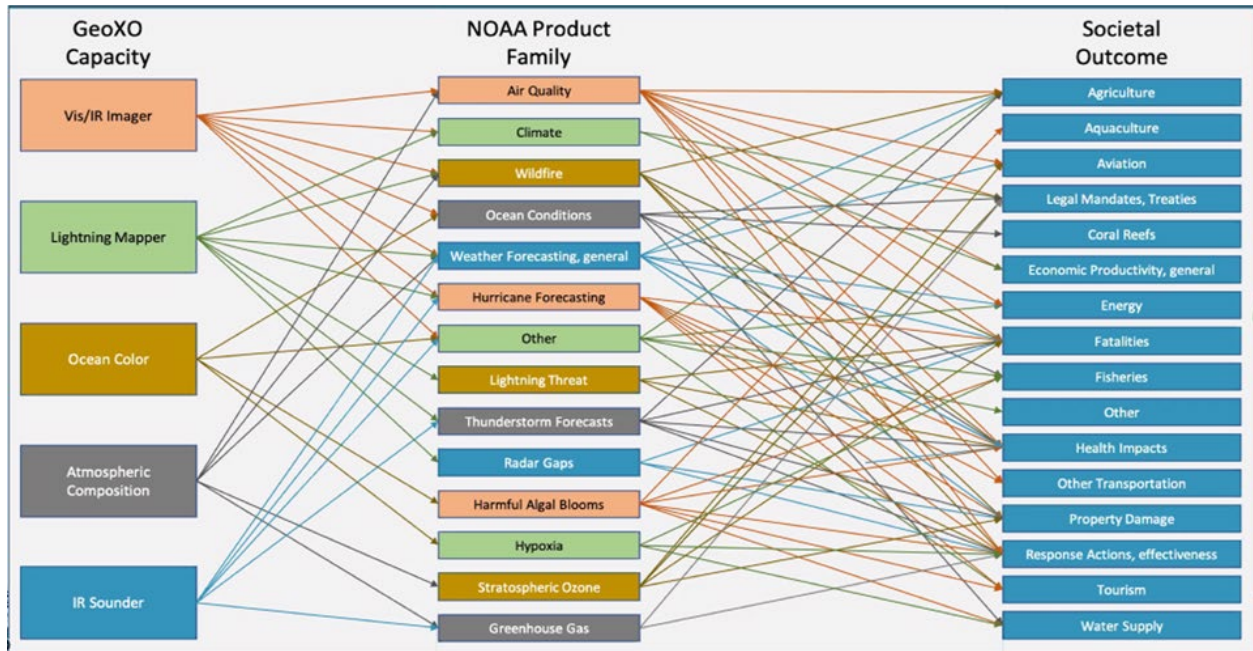 GeoXO
Capacity
NOAA Product
Family
Societal
Outcome
Vis/IR Imager
Lightning Mapper
Ocean Color
Atmospheric
Composition
IR Sounder
Air Quality
Climate
Wildfire
Ocean Conditions
Weather Forecasting, general
Hurricane Forecasting
Other
Lightning Threat
Thunderstorm Forecasts
Radar Gaps
Harmful Algal Blooms
Hypoxia
Stratospheric Ozone
Greenhouse Gas
Agriculture
Aquaculture
Aviation
Legal Mandates, Treaties
Coral Reefs
Economic Productivity, general
Energy
Fatalities
Fisheries
Other
Health Impacts
Other Transportation
Property Damage
Response Actions, effectiveness
Tourism
Water Supply